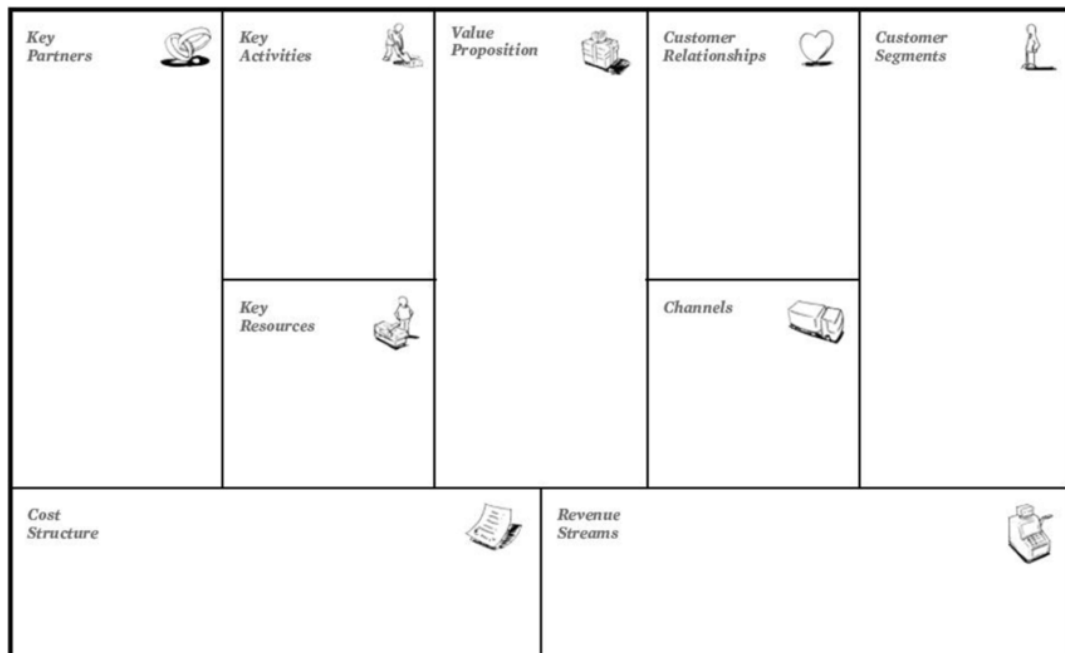 Key
Partners
Key
Activities
Value
Proposition
Customer
Relationships
Customer
Segments
Key
Resources
Channels
Cost
Structure
Revenue
Streams